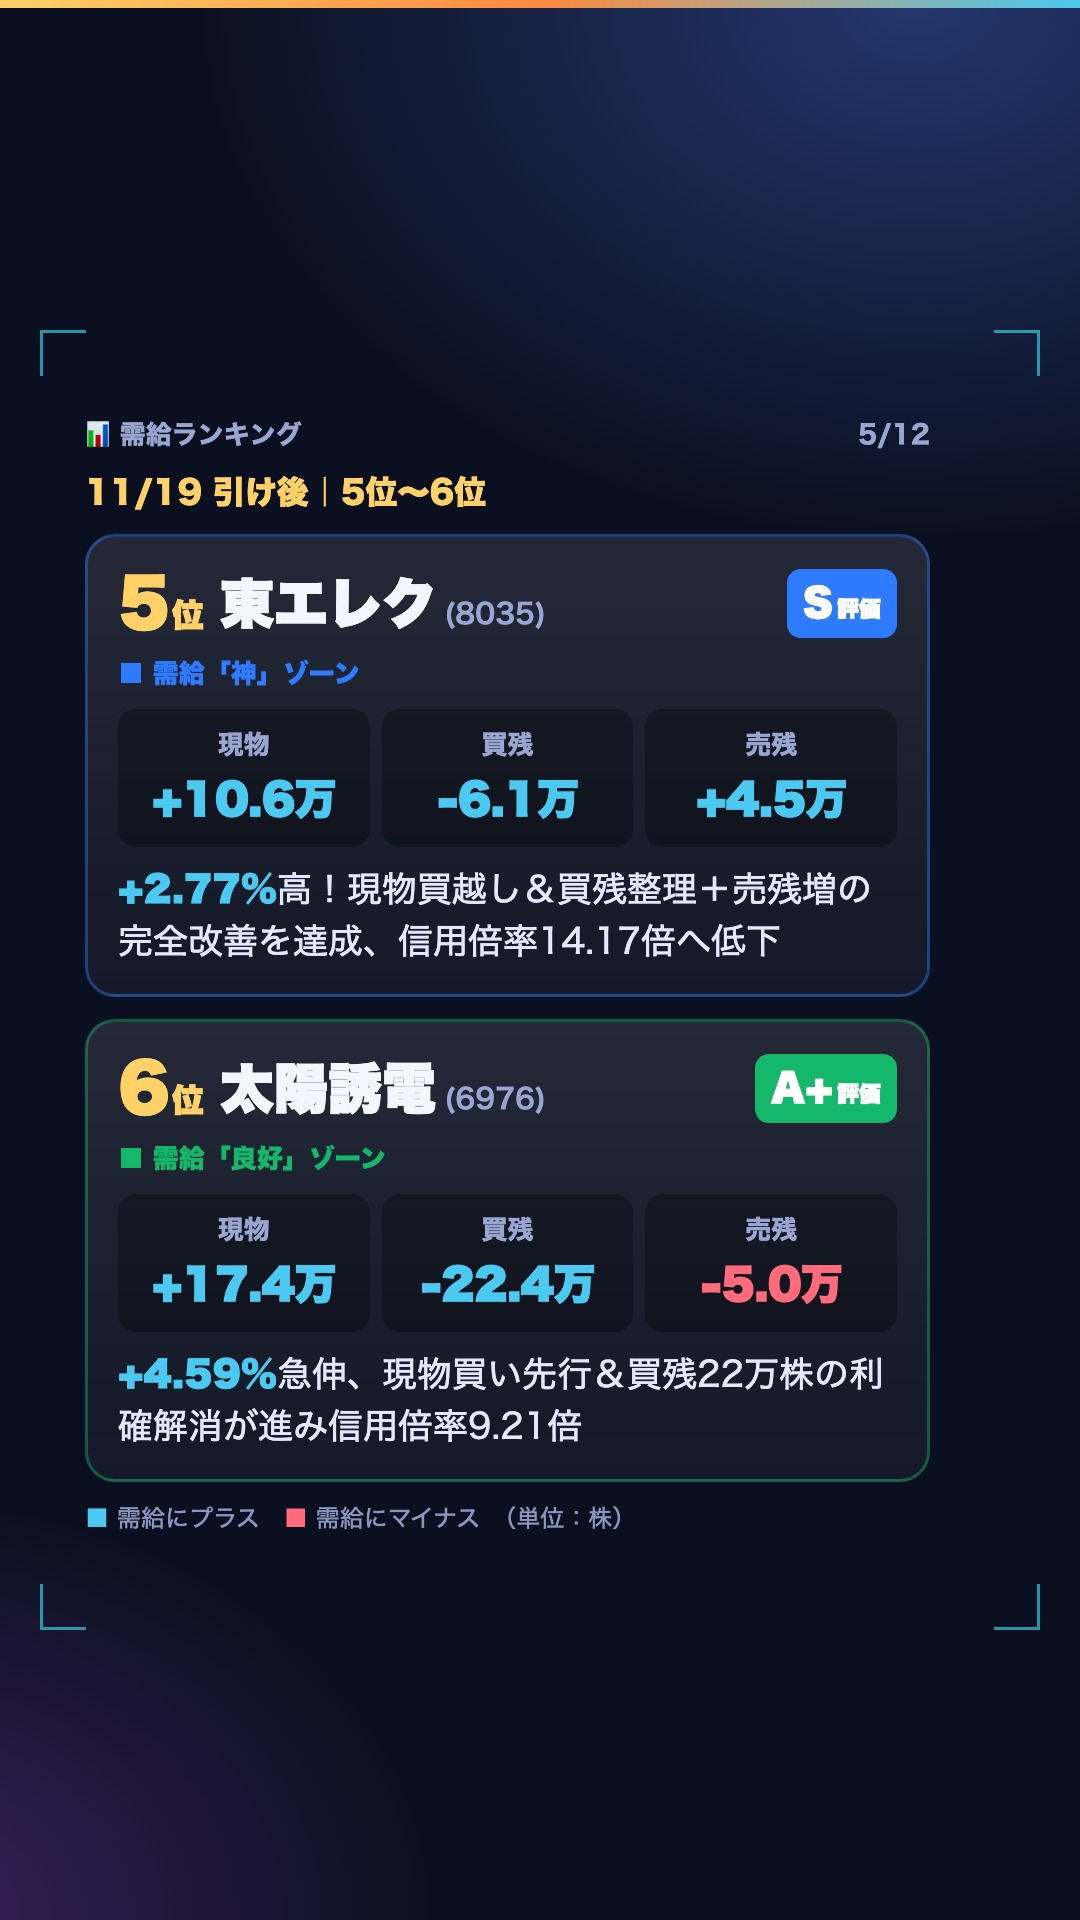 📊 需給ランキング 5/12
11/19 引け後｜5位〜6位
5位 東エレク (8035) S評価
■ 需給「神」ゾーン
現物 買残 売残
+10.6万 -6.1万 +4.5万
+2.77%高！現物買越し＆買残整理＋売残増の
完全改善を達成、信用倍率14.17倍へ低下
6位 太陽誘電 (6976) A+評価
■ 需給「良好」ゾーン
現物 買残 売残
+17.4万 -22.4万 -5.0万
+4.59%急伸、現物買い先行＆買残22万株の利
確解消が進み信用倍率9.21倍
■ 需給にプラス ■ 需給にマイナス （単位：株）